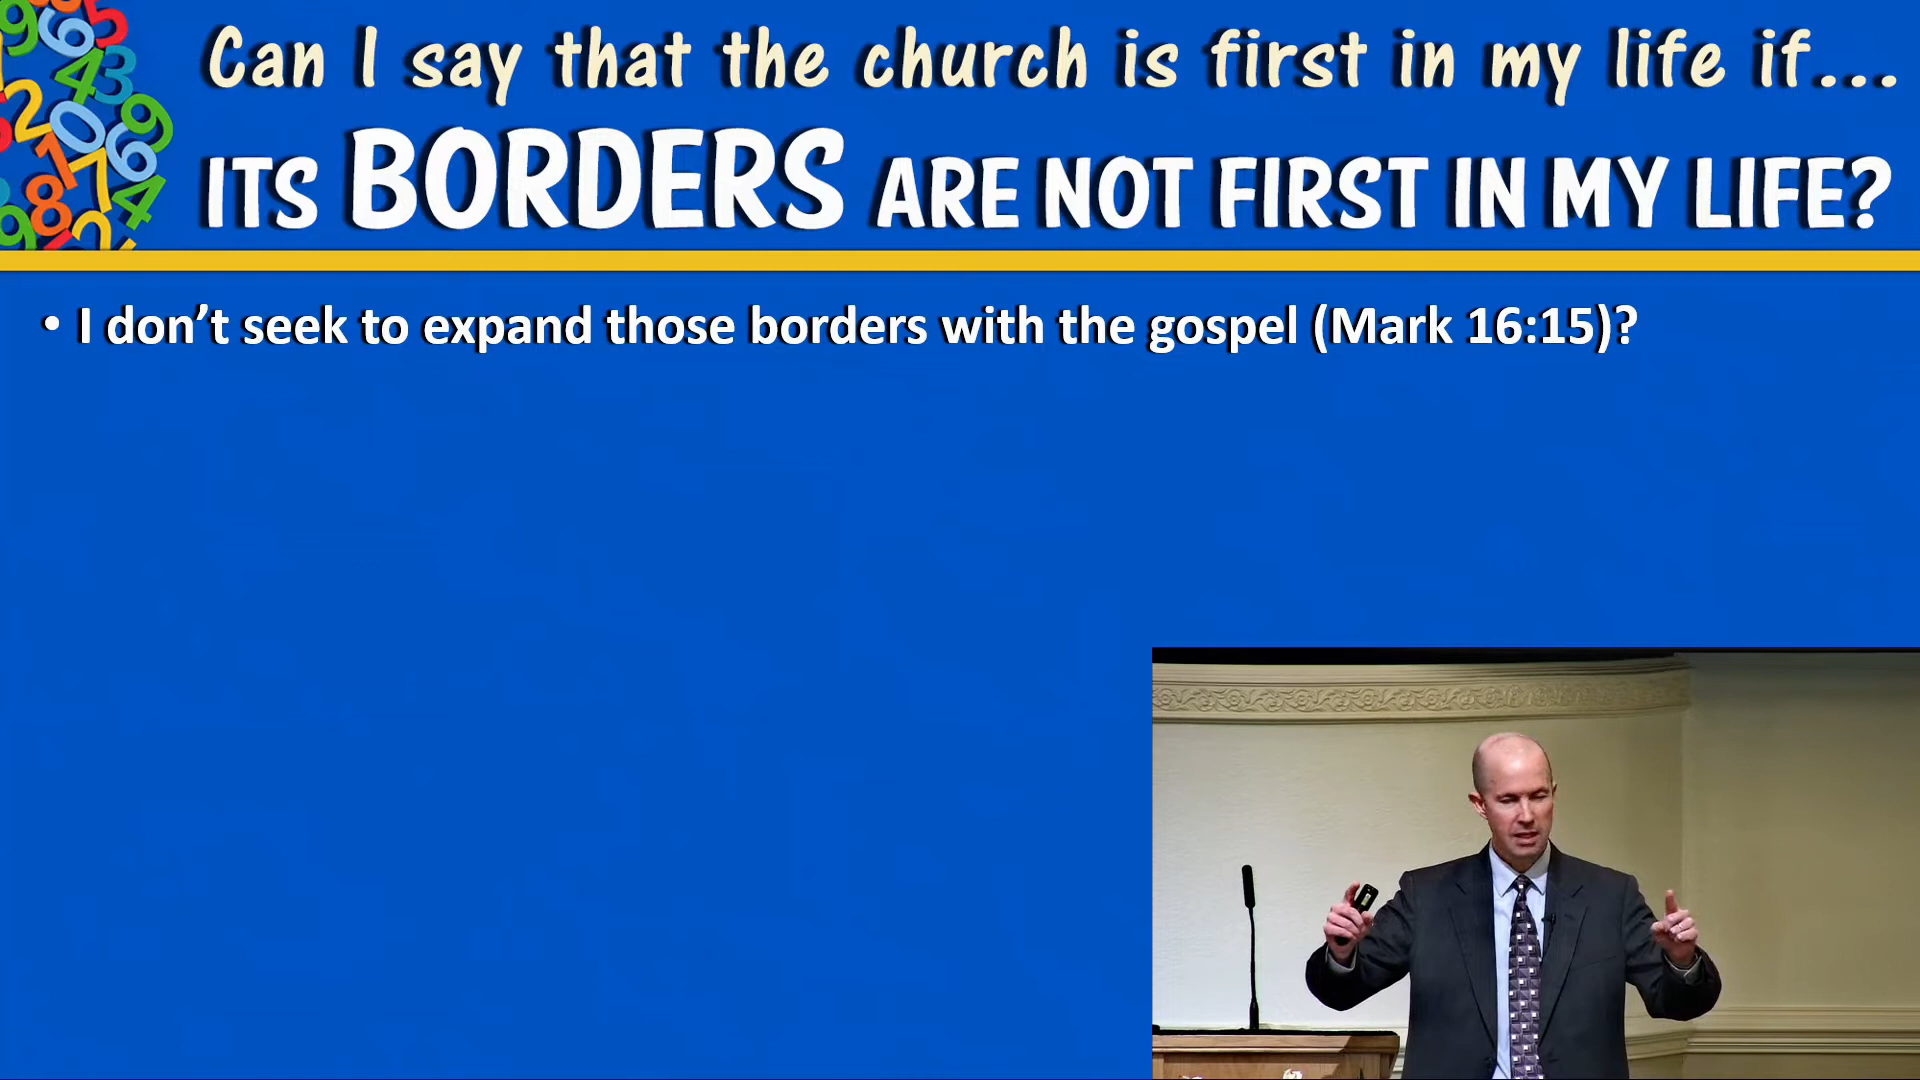 Can I say that the church is first in my life if...
ITS BORDERS ARE NOT FIRST IN MY LIFE?
• I don’t seek to expand those borders with the gospel (Mark 16:15)?